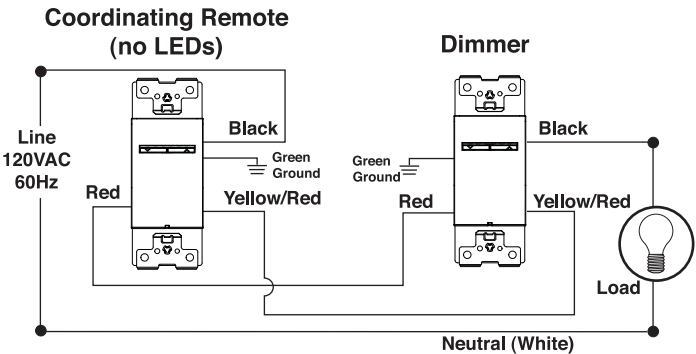 Coordinating Remote
(no LEDs)
Dimmer
Line
120VAC
60Hz
Black
Green
Ground
Red
Yellow/Red
Green
Ground
Black
Red
Yellow/Red
Load
Neutral (White)